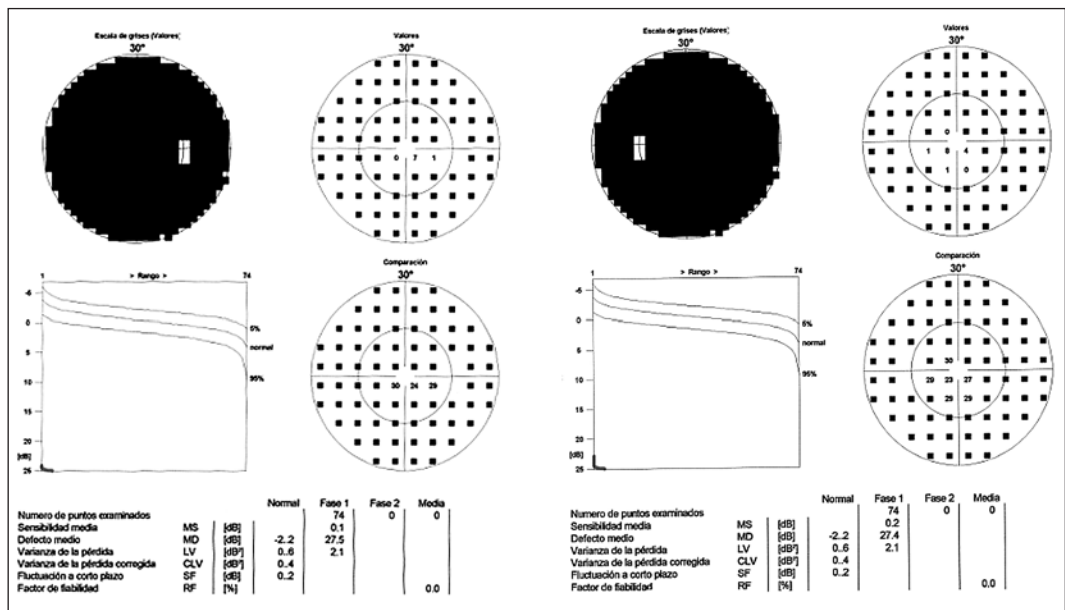 Escala de grises (Valores)
30°
Valores
30°
0 7 1
1 > Rango > 74
-5
0
5
10
15
20
[dB]
25
5%
normal
95%
Comparación
30°
30 24 29
Normal Fase 1 Fase 2 Media
Numero de puntos examinados 74 0 0
Sensibilidad media MS [dB] 0.1
Defecto medio MD [dB] -2..2 27.5
Varianza de la pérdida LV [dB²] 0..6 2.1
Varianza de la pérdida corregida CLV [dB²] 0..4
Fluctuación a corto plazo SF [dB] 0..2
Factor de fiabilidad RF [%] 0.0
Escala de grises (Valores)
30°
Valores
30°
0
1 8 4
1 0
1 > Rango > 74
-5
0
5
10
15
20
[dB]
25
5%
normal
95%
Comparación
30°
30
29 23 27
29 29
Normal Fase 1 Fase 2 Media
Numero de puntos examinados 74 0 0
Sensibilidad media MS [dB] 0.2
Defecto medio MD [dB] -2..2 27.4
Varianza de la pérdida LV [dB²] 0..6 2.1
Varianza de la pérdida corregida CLV [dB²] 0..4
Fluctuación a corto plazo SF [dB] 0..2
Factor de fiabilidad RF [%] 0.0